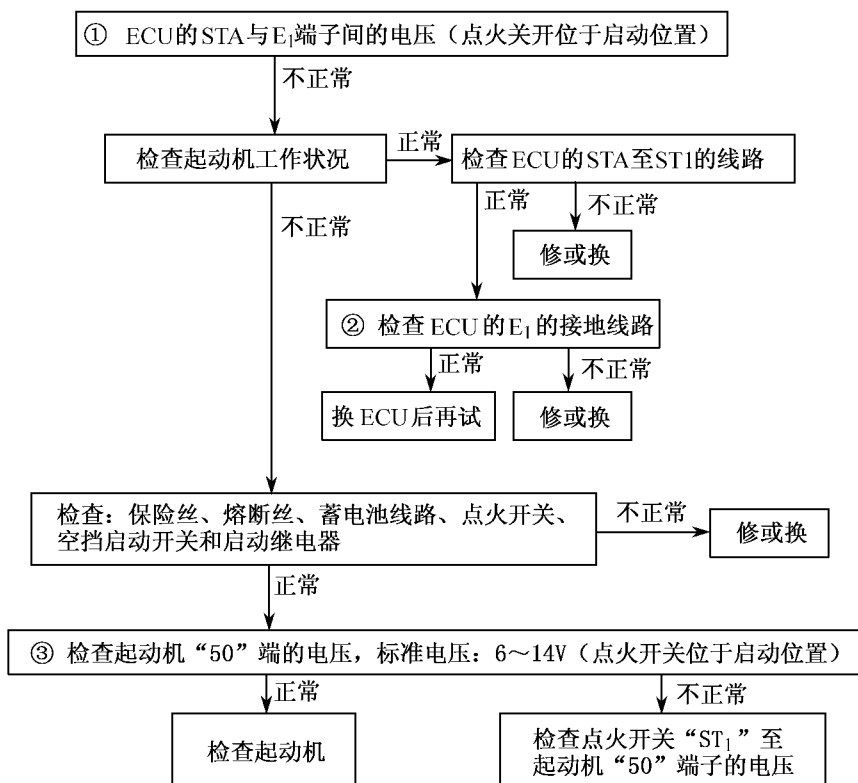 ① ECU的STA与E₁端子间的电压（点火关开位于启动位置）
不正常
检查起动机工作状况
正常
检查ECU的STA至ST1的线路
不正常
正常
不正常
修或换
② 检查ECU的E₁的接地线路
正常
不正常
换ECU后再试
修或换
检查：保险丝、熔断丝、蓄电池线路、点火开关、
空挡启动开关和启动继电器
不正常
修或换
正常
③ 检查起动机“50”端的电压，标准电压：6～14V（点火开关位于启动位置）
正常
不正常
检查起动机
检查点火开关“ST₁”至
起动机“50”端子的电压